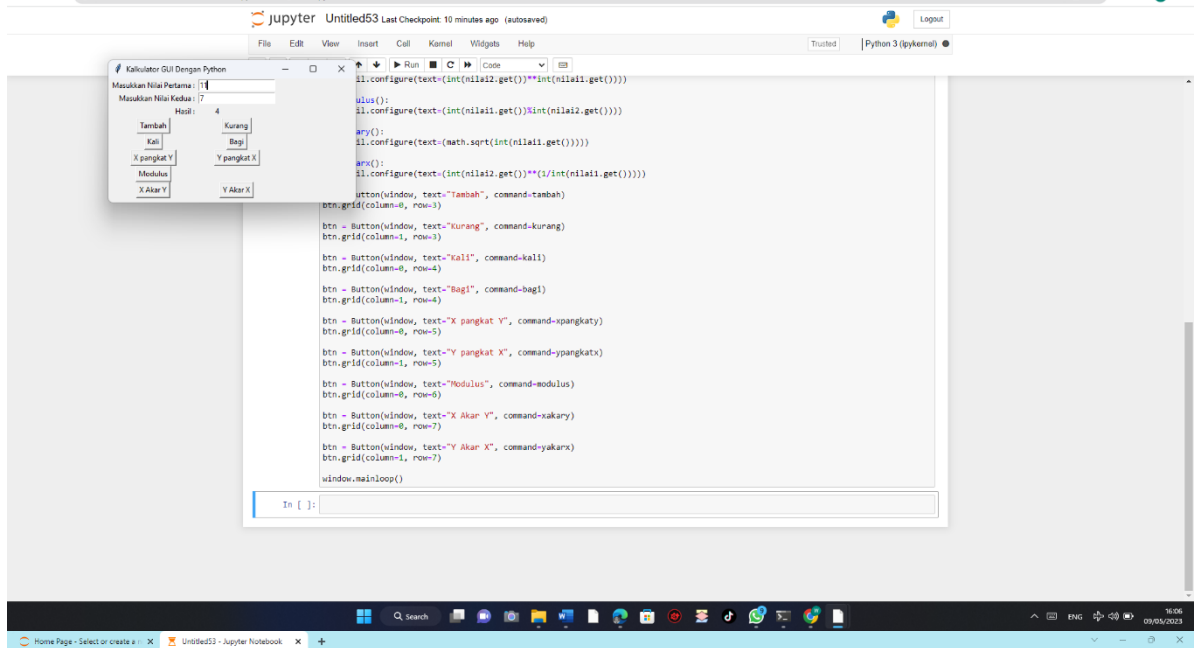 jupyter Untitled53 Last Checkpoint: 10 minutes ago (autosaved)
Logout
File Edit View Insert Cell Kernel Widgets Help
Trusted
Python 3 (ipykernel)
Run
Code
Kalkulator GUI Dengan Python
Masukkan Nilai Pertama : 11
Masukkan Nilai Kedua : 7
Hasil : 4
Tambah Kurang
Kali Bagi
X pangkat Y Y pangkat X
Modulus
X Akar Y Y Akar X
il.configure(text=(int(nilai2.get())**int(nilai1.get())))
ulus():
il.configure(text=(int(nilai1.get())%int(nilai2.get())))
ary():
il.configure(text=(math.sqrt(int(nilai1.get()))))
arx():
il.configure(text=(int(nilai2.get())**(1/int(nilai1.get()))))
utton(window, text="Tambah", command=tambah)
btn.grid(column=0, row=3)
btn = Button(window, text="Kurang", command=kurang)
btn.grid(column=1, row=3)
btn = Button(window, text="Kali", command=kali)
btn.grid(column=0, row=4)
btn = Button(window, text="Bagi", command=bagi)
btn.grid(column=1, row=4)
btn = Button(window, text="X pangkat Y", command=xpangkaty)
btn.grid(column=0, row=5)
btn = Button(window, text="Y pangkat X", command=ypangkatx)
btn.grid(column=1, row=5)
btn = Button(window, text="Modulus", command=modulus)
btn.grid(column=0, row=6)
btn = Button(window, text="X Akar Y", command=xakary)
btn.grid(column=0, row=7)
btn = Button(window, text="Y Akar X", command=yakarx)
btn.grid(column=1, row=7)
window.mainloop()
In [ ]:
Search
ENG
16:06
09/05/2023
Home Page - Select or create a
Untitled53 - Jupyter Notebook